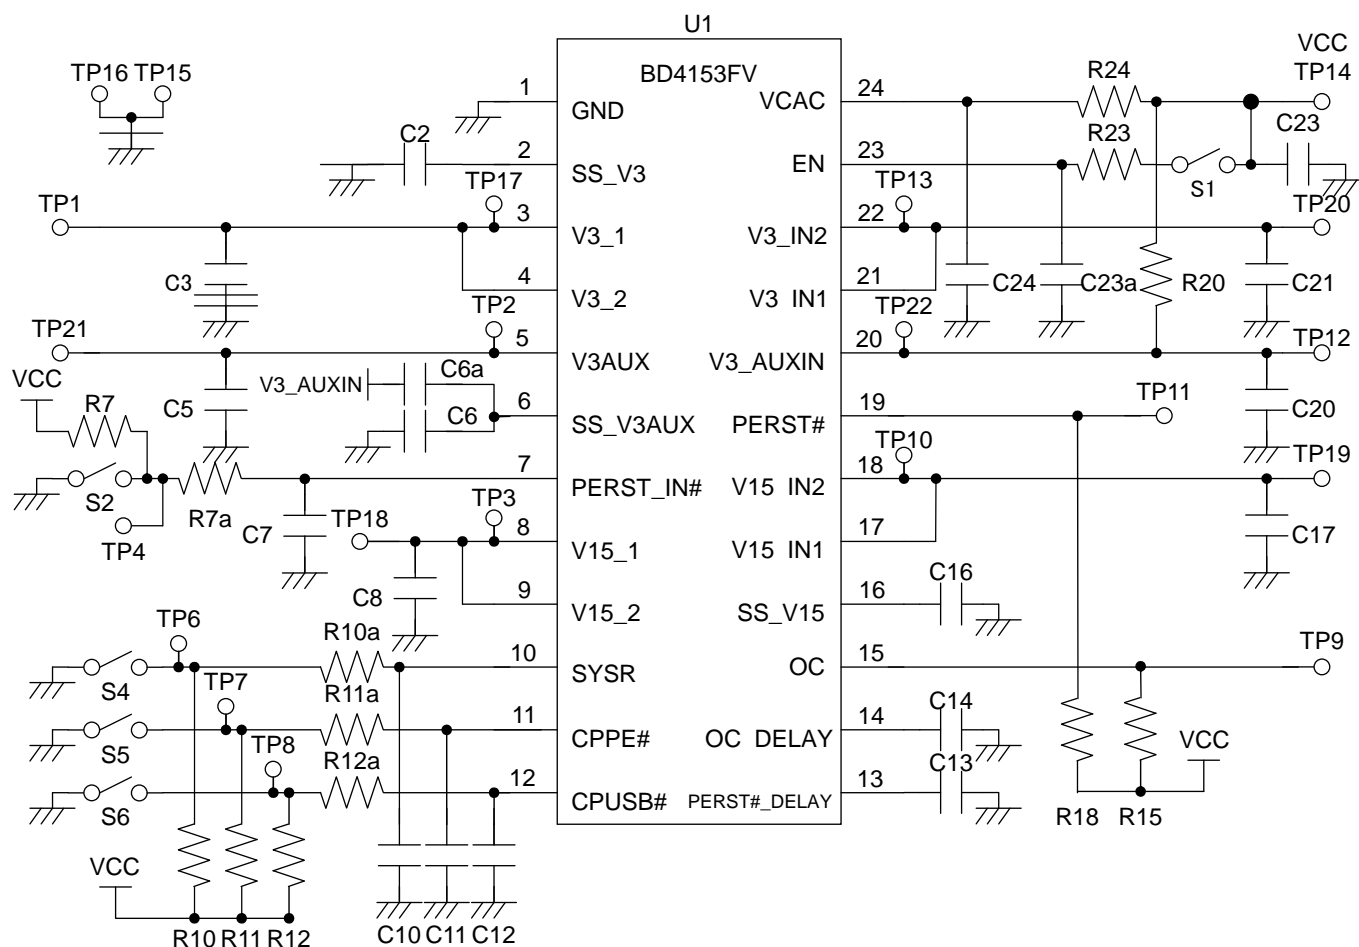 U1
VCC
TP16 TP15
BD4153FV
R24
TP14
1
GND
VCAC
24
C2
R23
C23
2
SS_V3
EN
23
S1
TP1
TP17
TP13
TP20
3
V3_1
V3_IN2
22
C3
4
V3_2
V3 IN1
21
C24
C23a
R20
C21
TP21
TP2
TP22
TP12
5
V3AUX
V3_AUXIN
20
VCC
V3_AUXIN
C6a
R7
C5
C6
6
SS_V3AUX
PERST#
19
TP11
C20
TP10
TP19
S2
7
PERST_IN#
V15 IN2
18
TP4
R7a
C7
TP18
TP3
8
V15_1
V15 IN1
17
C17
C8
9
V15_2
SS_V15
16
C16
TP6
R10a
TP9
S4
10
SYSR
OC
15
TP7
R11a
S5
11
CPPE#
OC DELAY
14
C14
VCC
TP8
R12a
C13
S6
12
CPUSB#
PERST#_DELAY
13
R18 R15
VCC
R10 R11 R12
C10 C11 C12